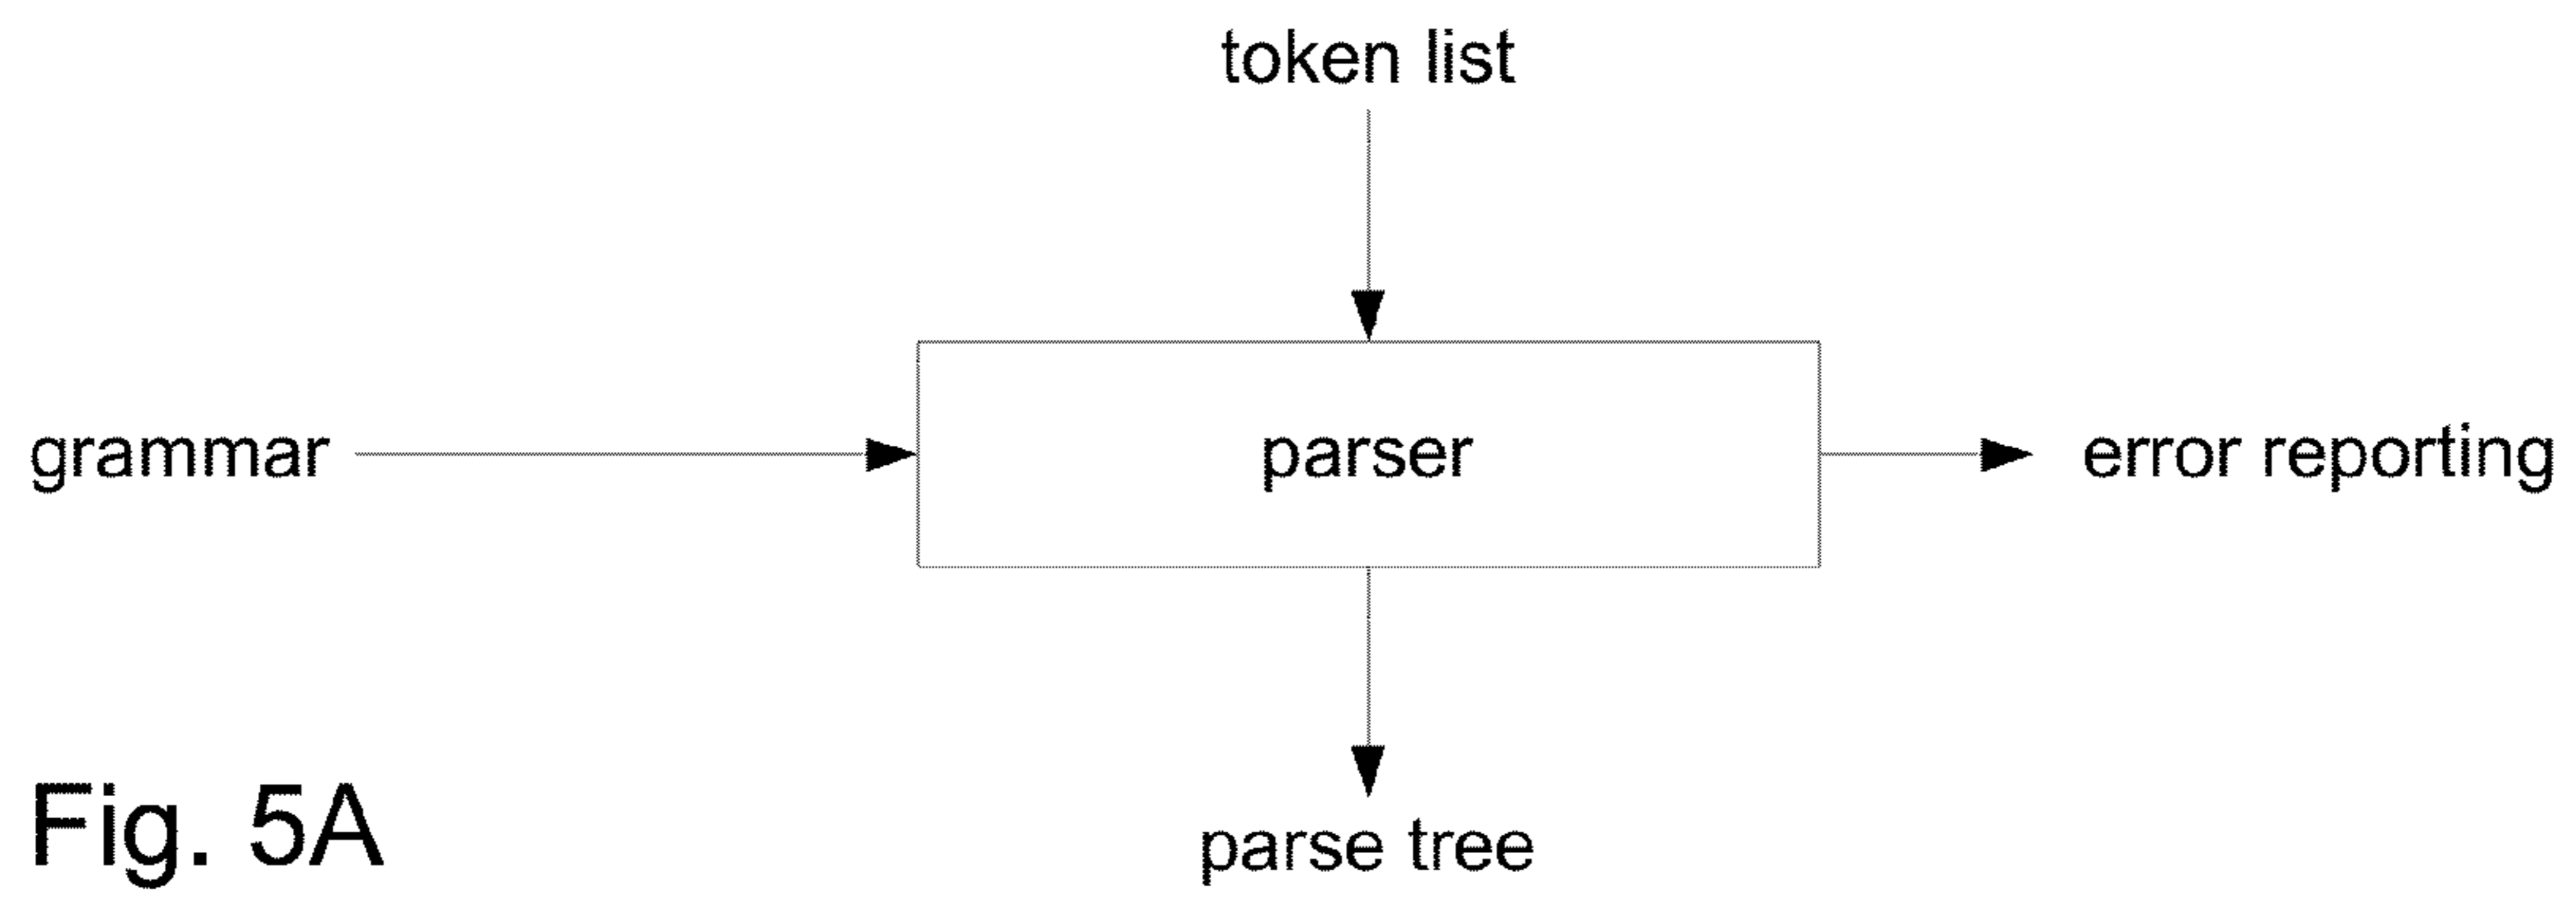 token list
grammar
parser
error reporting
parse tree
Fig. 5A